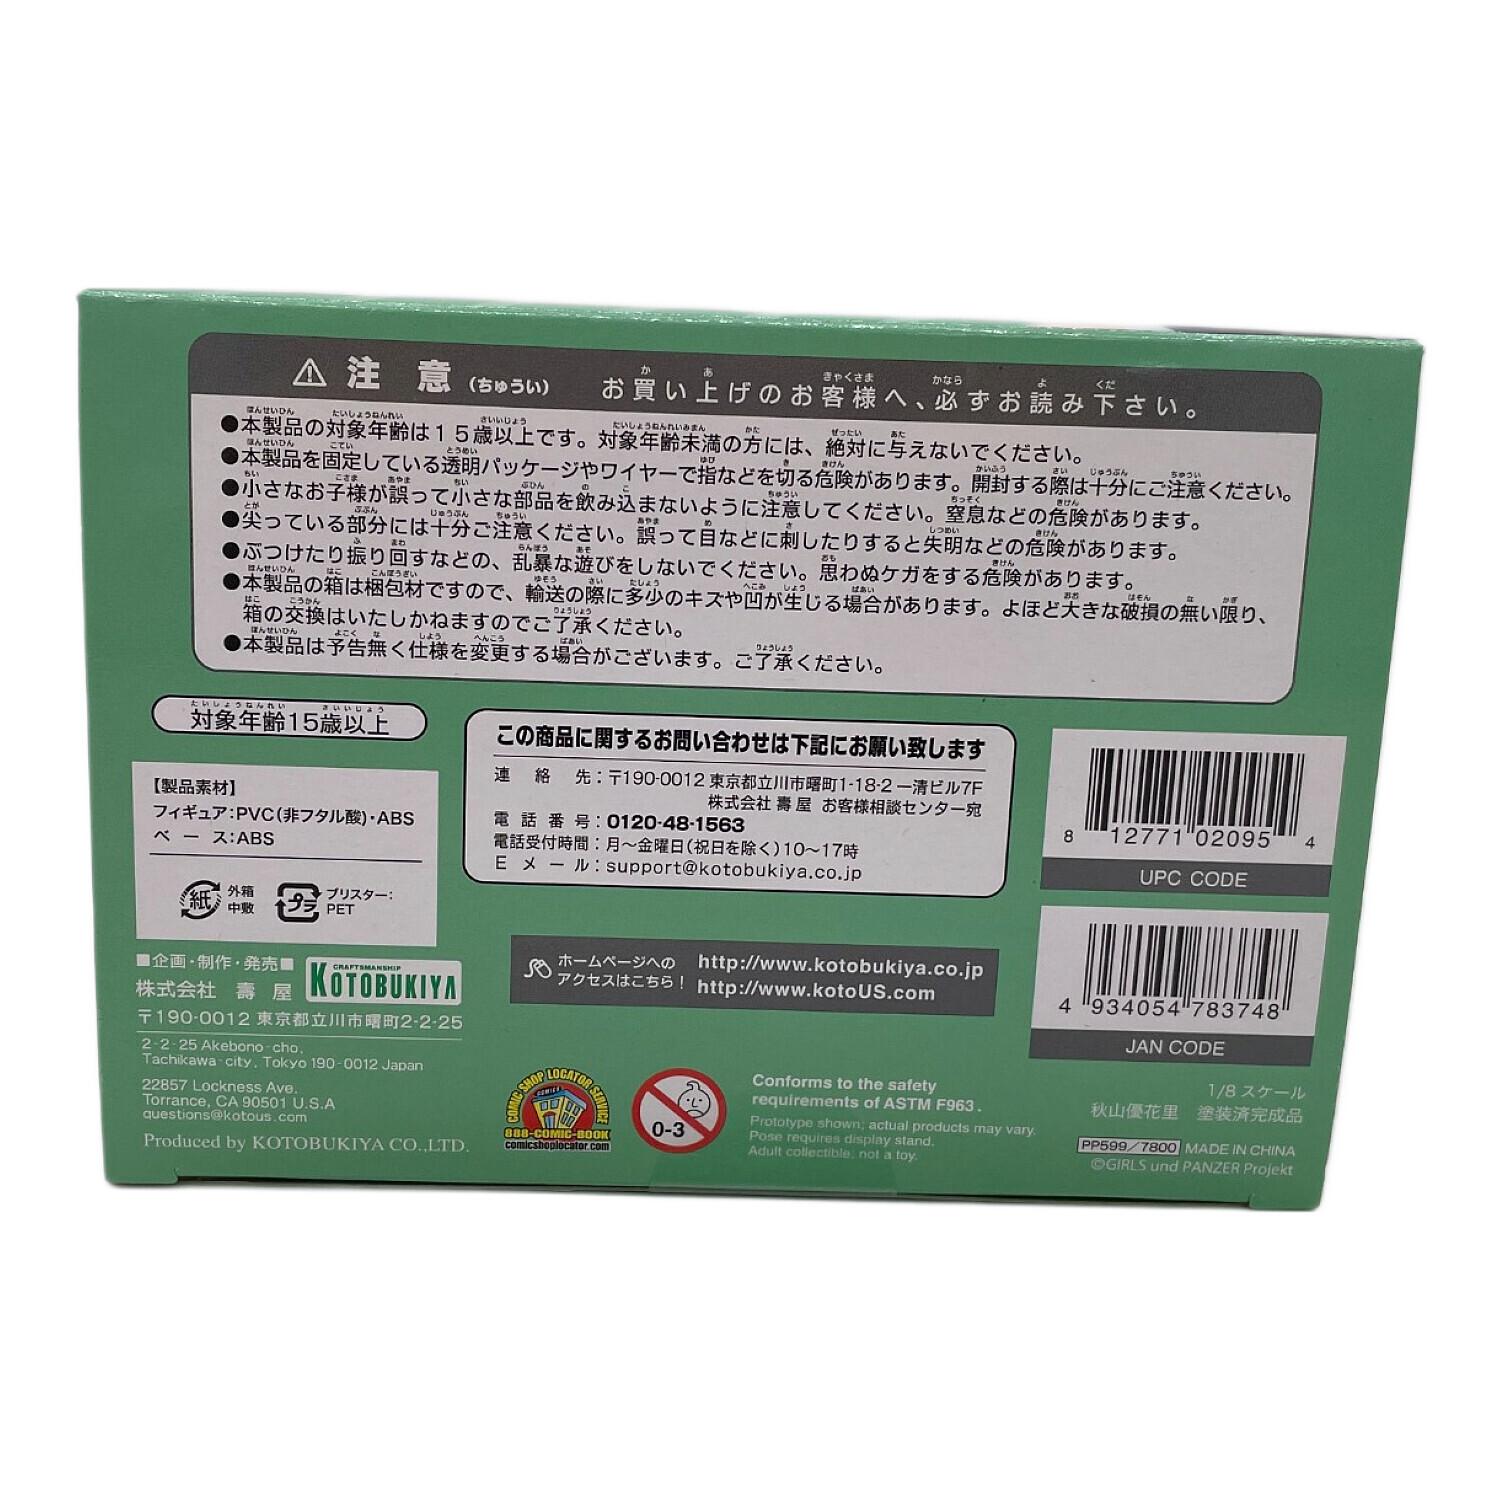 ⚠ 注意 (ちゅうい) お買い上げのお客様へ、必ずお読み下さい。
●本製品の対象年齢は15歳以上です。対象年齢未満の方には、絶対に与えないでください。
●本製品を固定している透明パッケージやワイヤーで指などを切る危険があります。開封する際は十分にご注意ください。
●小さなお子様が誤って小さな部品を飲み込まないように注意してください。窒息などの危険があります。
●尖っている部分には十分ご注意ください。誤って目などに刺したりすると失明などの危険があります。
●ぶつけたり振り回すなどの、乱暴な遊びをしないでください。思わぬケガをする危険があります。
●本製品の箱は梱包材ですので、輸送の際に多少のキズや凹が生じる場合があります。よほど大きな破損の無い限り、
箱の交換はいたしかねますのでご了承ください。
●本製品は予告無く仕様を変更する場合がございます。ご了承ください。
対象年齢15歳以上
【製品素材】
フィギュア:PVC(非フタル酸)・ABS
ベース:ABS
紙 外箱
中敷
プラ ブリスター:
PET
■企画・制作・発売■
株式会社 壽屋
CRAFTSMANSHIP
KOTOBUKIYA
〒190-0012 東京都立川市曙町2-2-25
2-2-25 Akebono-cho,
Tachikawa-city, Tokyo 190-0012 Japan
22857 Lockness Ave.
Torrance, CA 90501 U.S.A
questions@kotous.com
Produced by KOTOBUKIYA CO.,LTD.
この商品に関するお問い合わせは下記にお願い致します
連絡先:〒190-0012 東京都立川市曙町1-18-2 一清ビル7F
株式会社 壽屋 お客様相談センター宛
電話番号:0120-48-1563
電話受付時間:月〜金曜日(祝日を除く)10〜17時
Eメール:support@kotobukiya.co.jp
ホームページへの
アクセスはこちら!
http://www.kotobukiya.co.jp
http://www.kotoUS.com
COMIC SHOP LOCATOR SERVICE
COMICS
888-COMIC-BOOK
comicshoplocator.com
0-3
Conforms to the safety
requirements of ASTM F963.
Prototype shown; actual products may vary.
Pose requires display stand.
Adult collectible, not a toy.
8 12771 02095 4
UPC CODE
4 934054 783748
JAN CODE
1/8 スケール
秋山優花里 塗装済完成品
PP599/7800 MADE IN CHINA
©GIRLS und PANZER Projekt